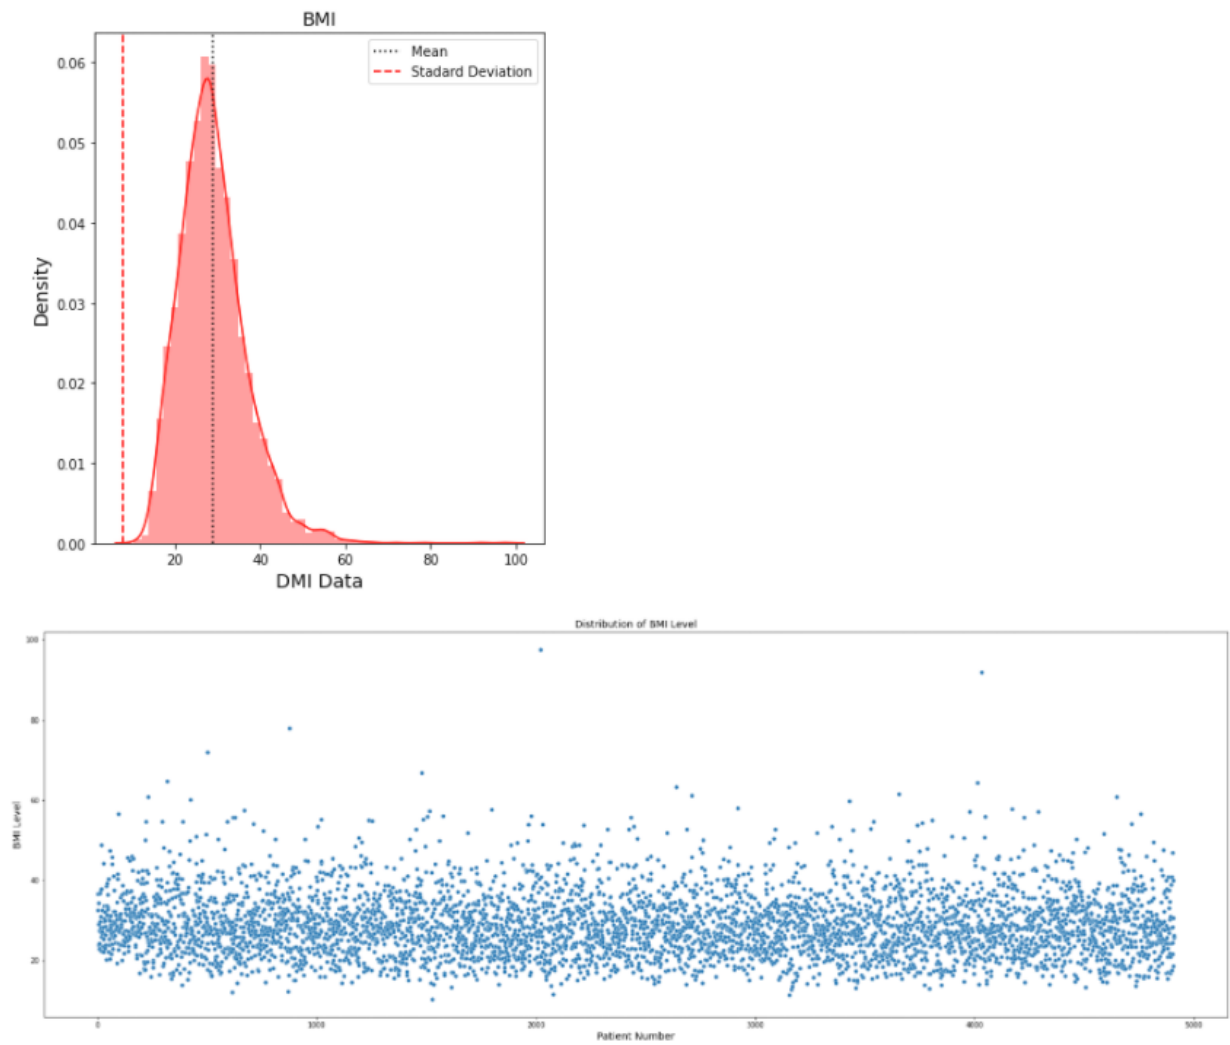 BMI
Mean
Stadard Deviation
0.06
0.05
0.04
0.03
0.02
0.01
0.00
Density
20 40 60 80 100
DMI Data
Distribution of BMI Level
100
80
60
40
20
BMI Level
0 1000 2000 3000 4000 5000
Patient Number